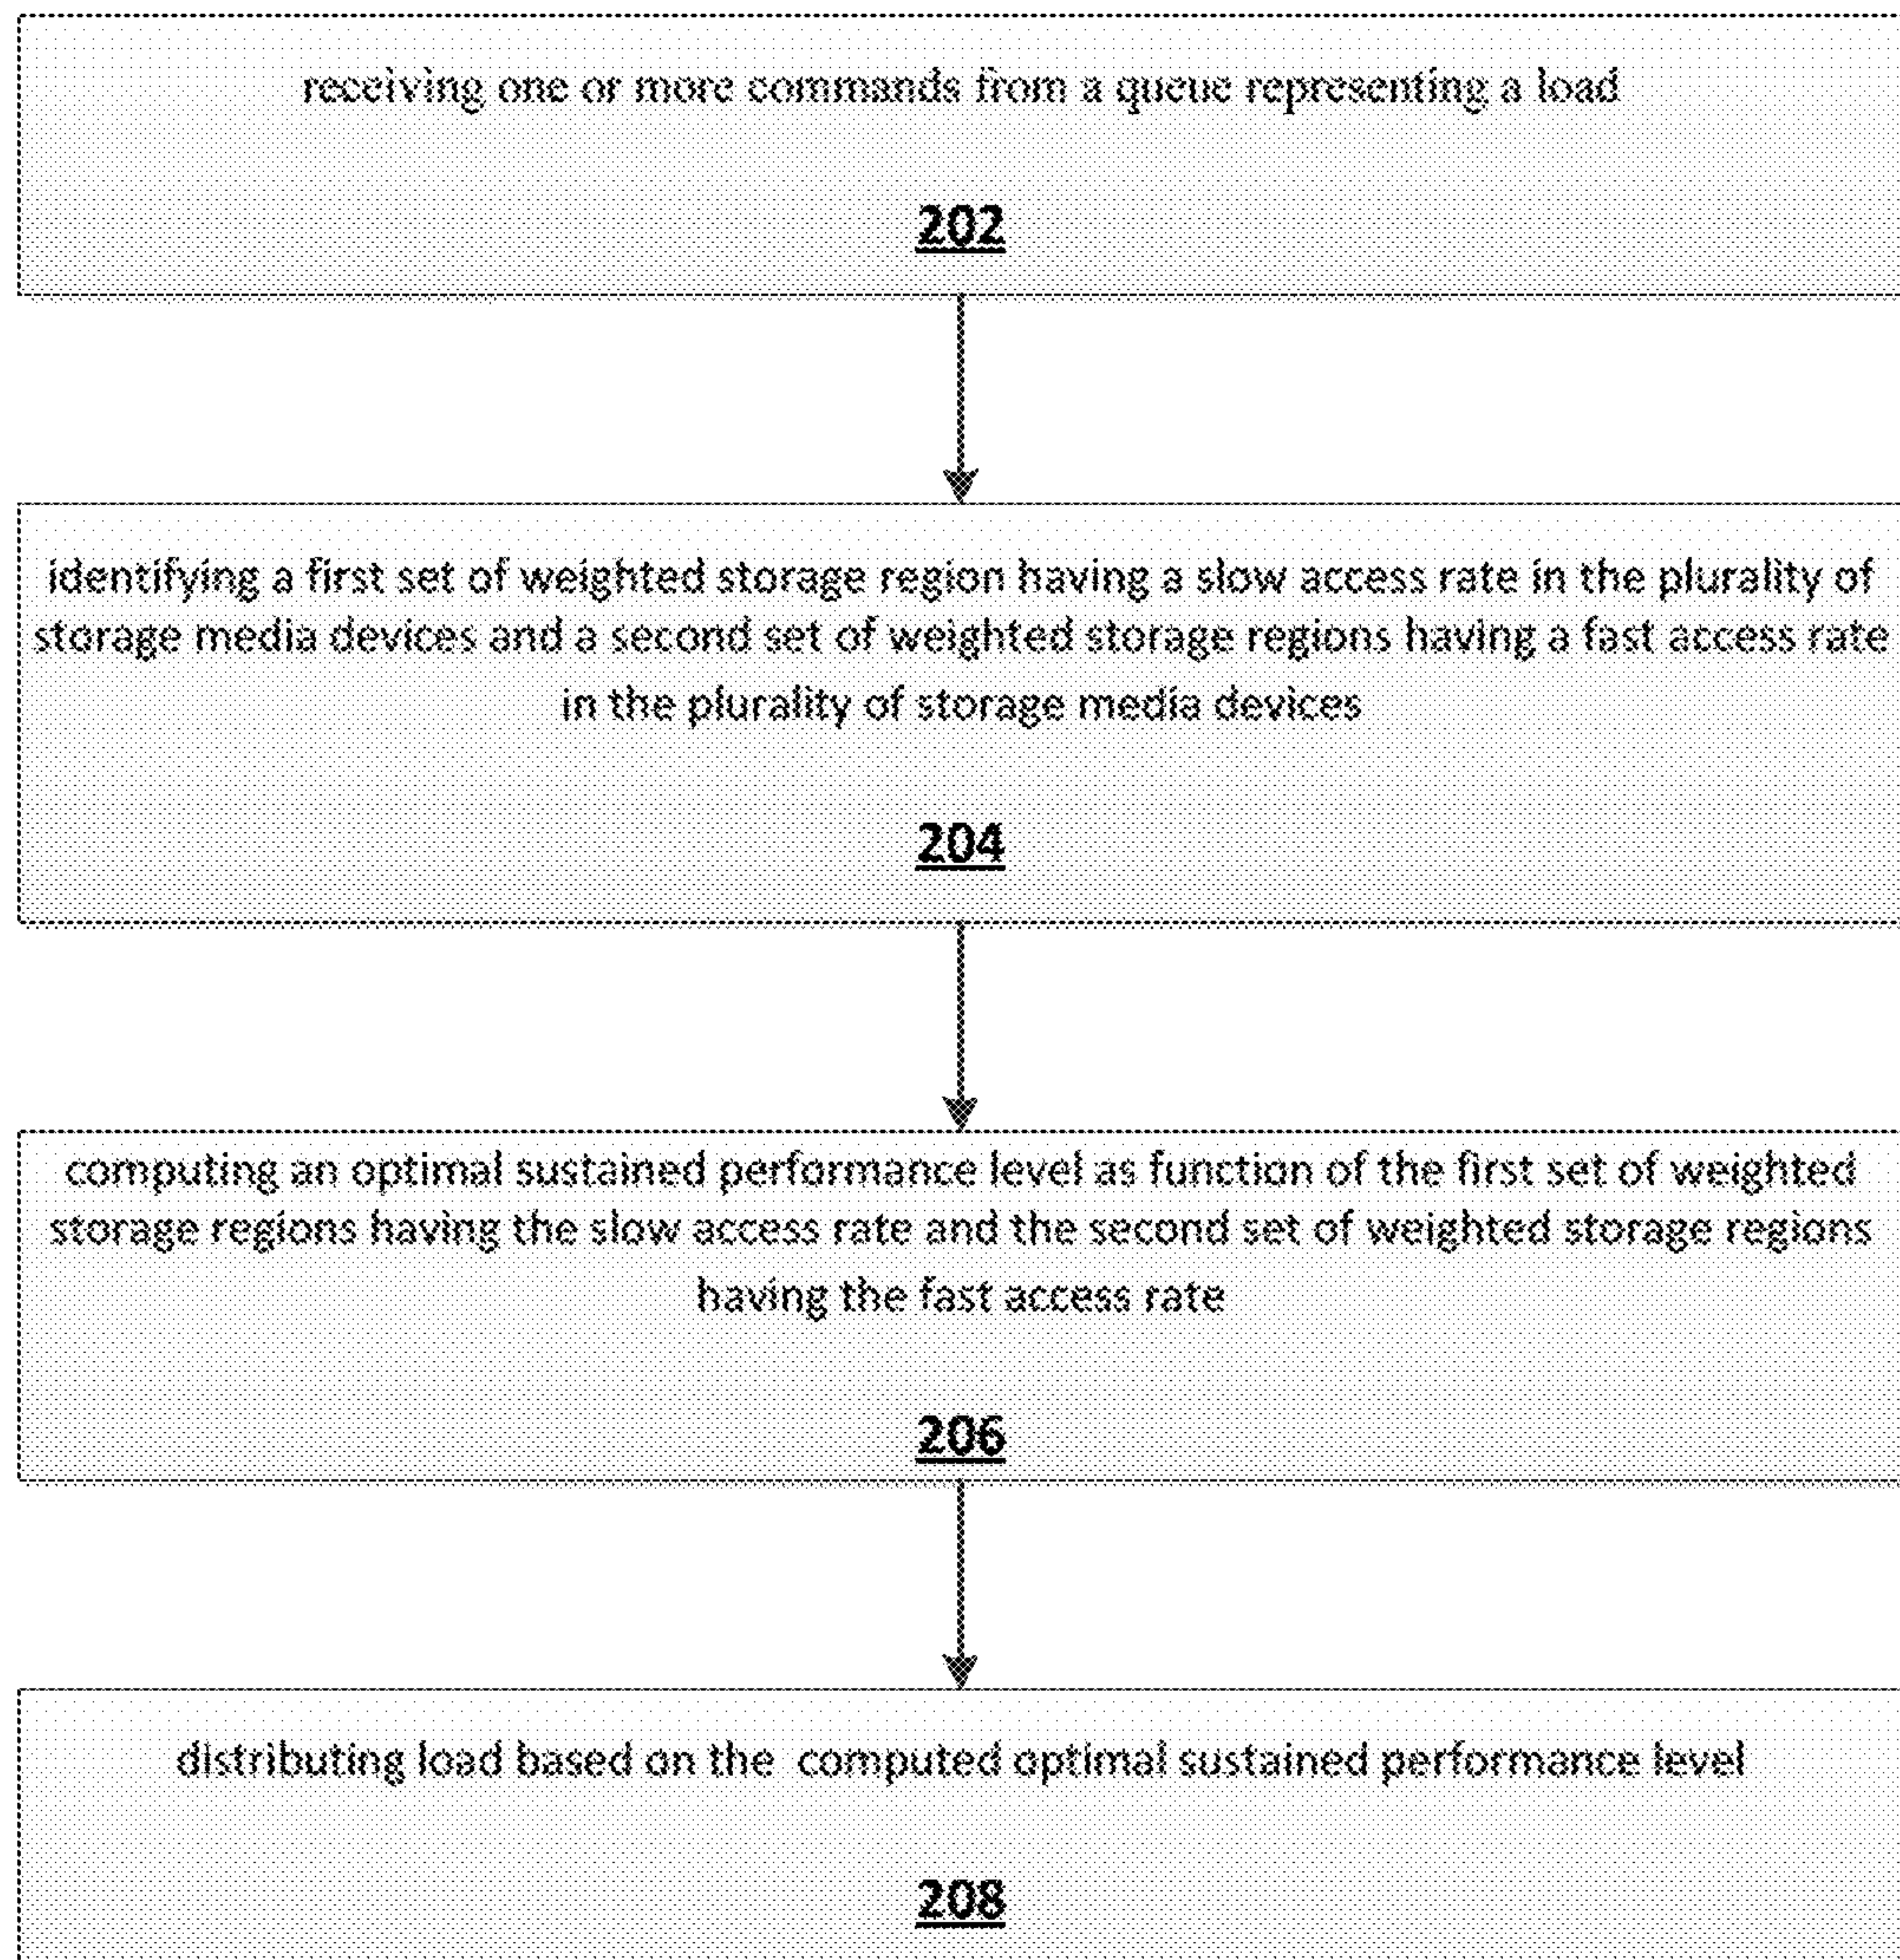 receiving one or more commands from a queue representing a load
202
identifying a first set of weighted storage region having a slow access rate in the plurality of
storage media devices and a second set of weighted storage regions having a fast access rate
in the plurality of storage media devices
204
computing an optimal sustained performance level as function of the first set of weighted
storage regions having the slow access rate and the second set of weighted storage regions
having the fast access rate
206
distributing load based on the computed optimal sustained performance level
208